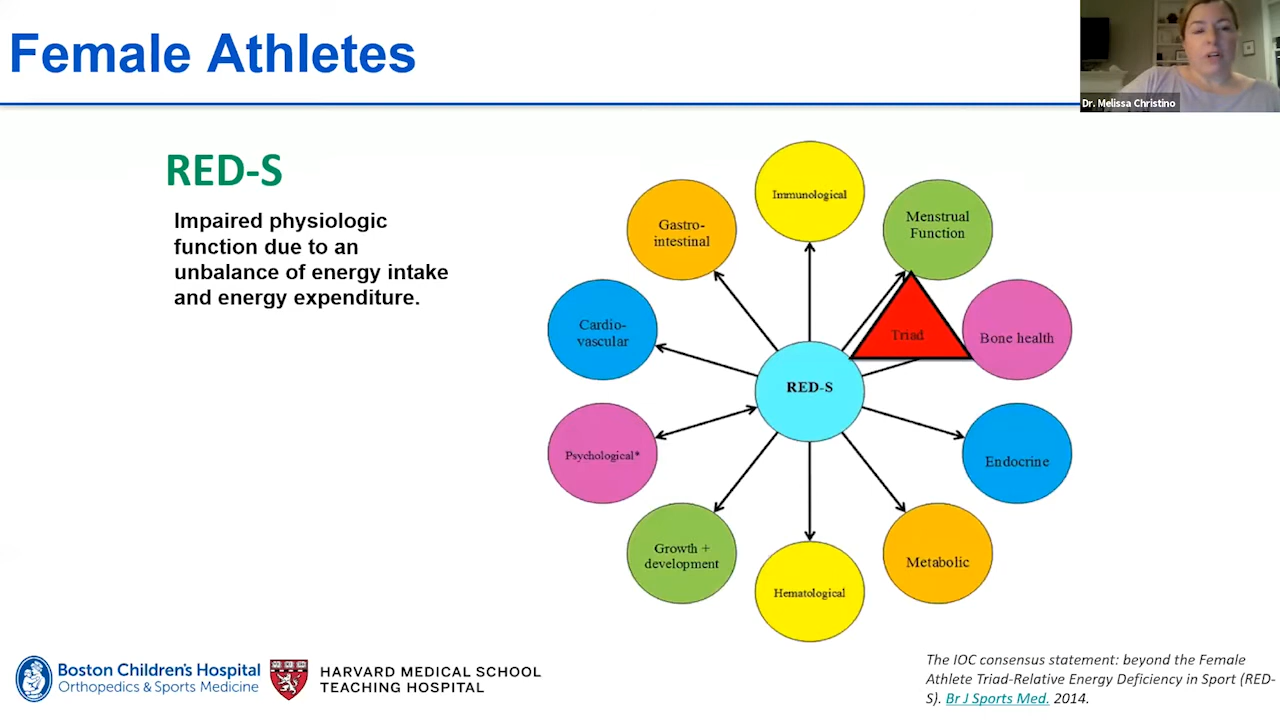 Female Athletes
Dr. Melissa Christino
RED-S
Impaired physiologic
function due to an
unbalance of energy intake
and energy expenditure.
Immunological
Menstrual
Function
Gastro-
intestinal
Cardio-
vascular
Triad
Bone health
RED-S
Psychological*
Endocrine
Growth +
development
Metabolic
Hematological
Boston Children's Hospital
Orthopedics & Sports Medicine
HARVARD MEDICAL SCHOOL
TEACHING HOSPITAL
The IOC consensus statement: beyond the Female
Athlete Triad-Relative Energy Deficiency in Sport (RED-
S). Br J Sports Med. 2014.